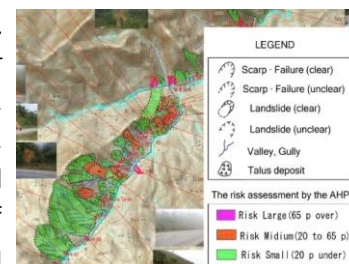 LEGEND
Scarp · Failure (clear)
Scarp · Failure (unclear)
Landslide (clear)
Landslide (unclear)
Valley, Gully
Talus deposit
The risk assessment by the AHP
Risk Large(65 p over)
Risk Midium(20 to 65 p)
Risk Small(20 p under)